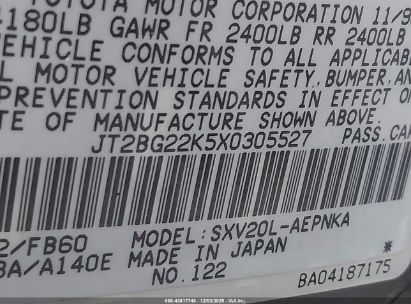 TOYOTA MOTOR CORPORATION 11/9
4180LB GAWR FR 2400LB RR 2400LB
VEHICLE CONFORMS TO ALL APPLICABL
L MOTOR VEHICLE SAFETY, BUMPER, AN
PREVENTION STANDARDS IN EFFECT O
TE OF MANUFACTURE SHOWN ABOVE.
JT2BG22K5X0305527 PASS. CA
2/FB60 MODEL: SXV20L-AEPNKA
3A/A140E MADE IN JAPAN *
NO.122 BA04187175